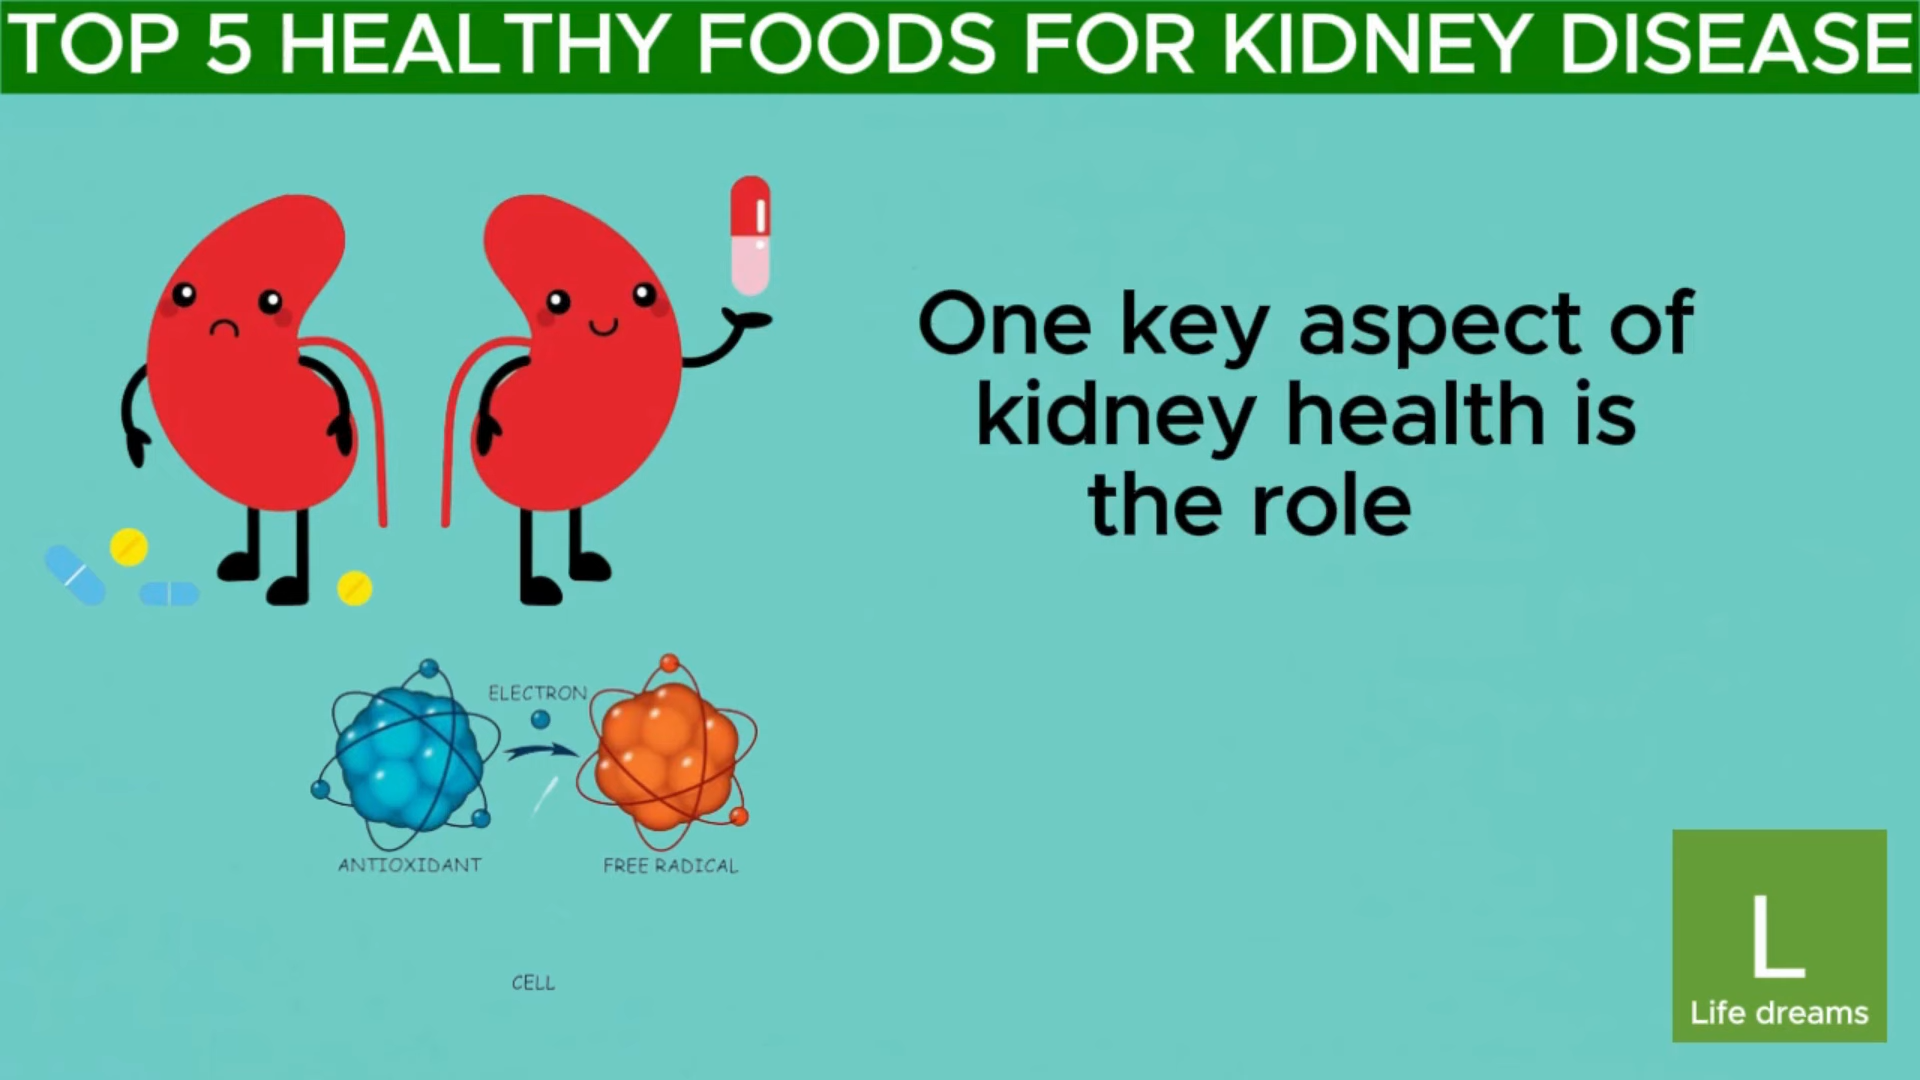 TOP 5 HEALTHY FOODS FOR KIDNEY DISEASE
One key aspect of
kidney health is
the role
ELECTRON
ANTIOXIDANT
FREE RADICAL
CELL
L
Life dreams